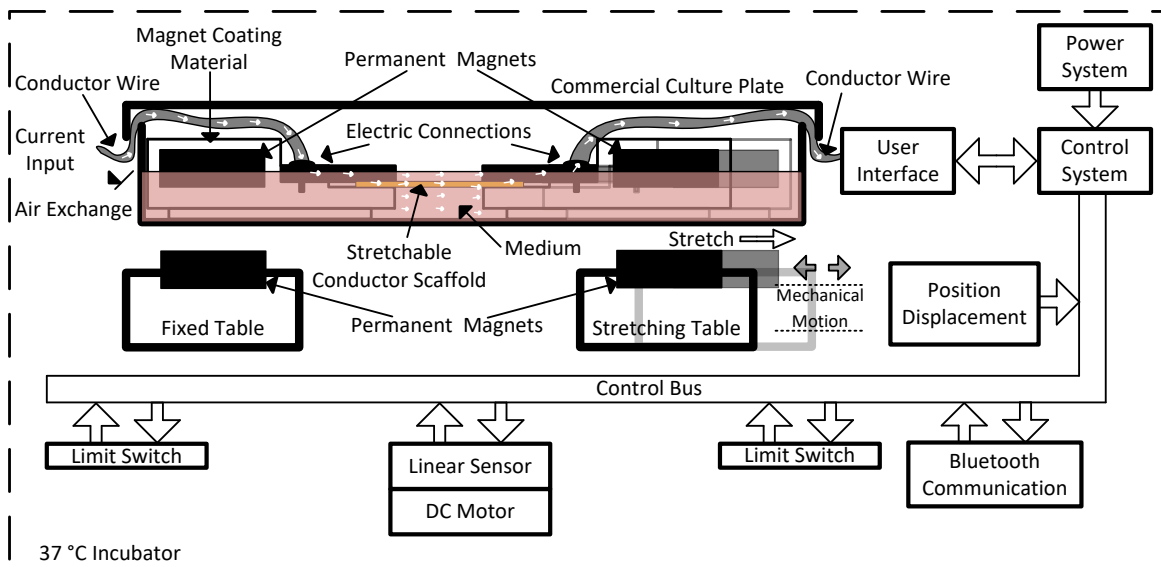 Magnet Coating
Material
Permanent Magnets
Conductor Wire
Commercial Culture Plate
Conductor Wire
Power
System
Current
Input
Electric Connections
User
Interface
Control
System
Air Exchange
Stretchable
Conductor Scaffold
Medium
Stretch
Fixed Table
Permanent Magnets
Stretching Table
Mechanical
Motion
Position
Displacement
Control Bus
Limit Switch
Linear Sensor
DC Motor
Limit Switch
Bluetooth
Communication
37 °C Incubator